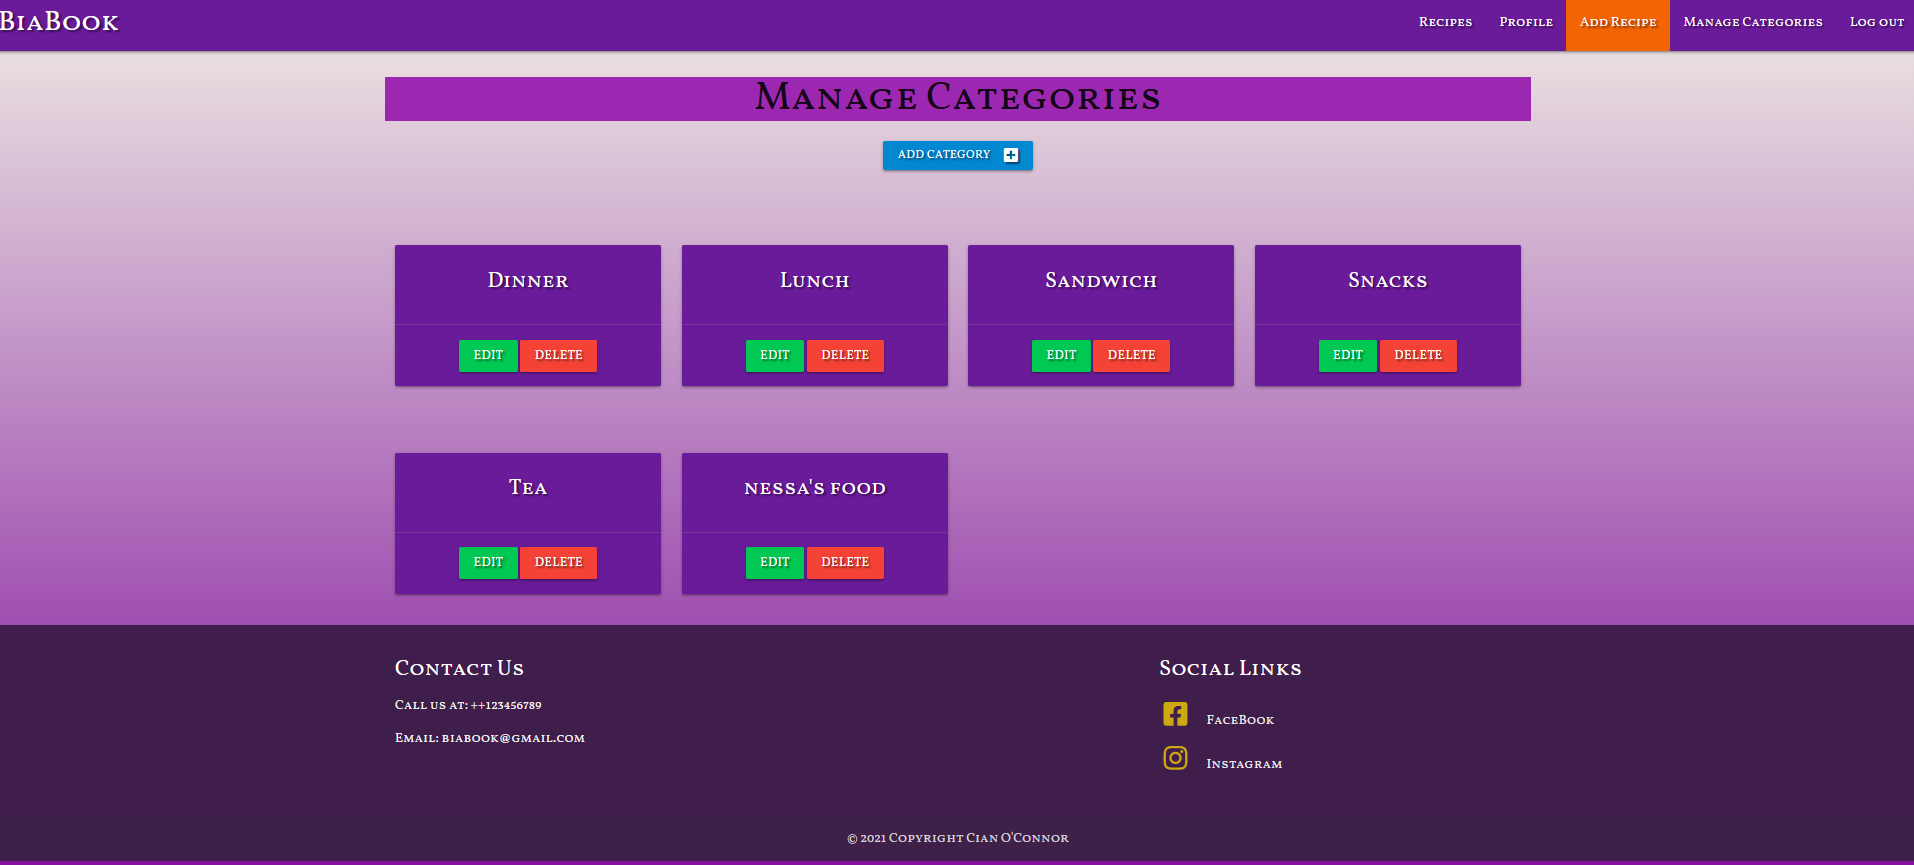 BiaBook
Recipes Profile Add Recipe Manage Categories Log out
Manage Categories
ADD CATEGORY
Dinner Lunch Sandwich Snacks
EDIT DELETE EDIT DELETE EDIT DELETE EDIT DELETE
Tea nessa's food
EDIT DELETE EDIT DELETE
Contact Us
Call us at: ++123456789
Email: biabook@gmail.com
Social Links
FaceBook
Instagram
© 2021 Copyright Cian O'Connor